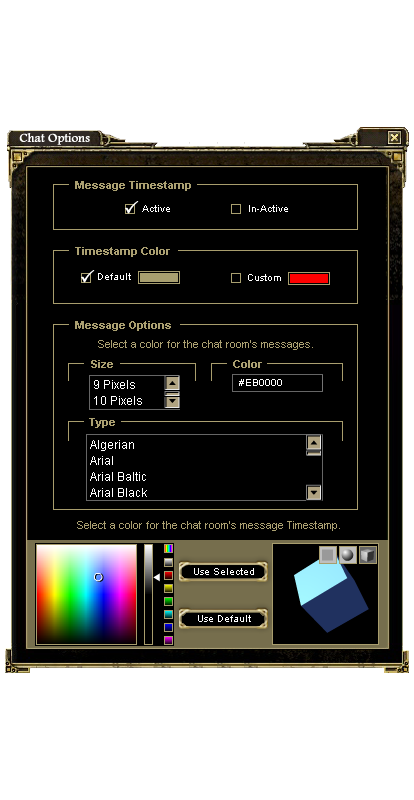 Chat Options
Message Timestamp
Active
In-Active
Timestamp Color
Default
Custom
Message Options
Select a color for the chat room's messages.
Size
Color
9 Pixels
10 Pixels
#EB0000
Type
Algerian
Arial
Arial Baltic
Arial Black
Select a color for the chat room's message Timestamp.
Use Selected
Use Default